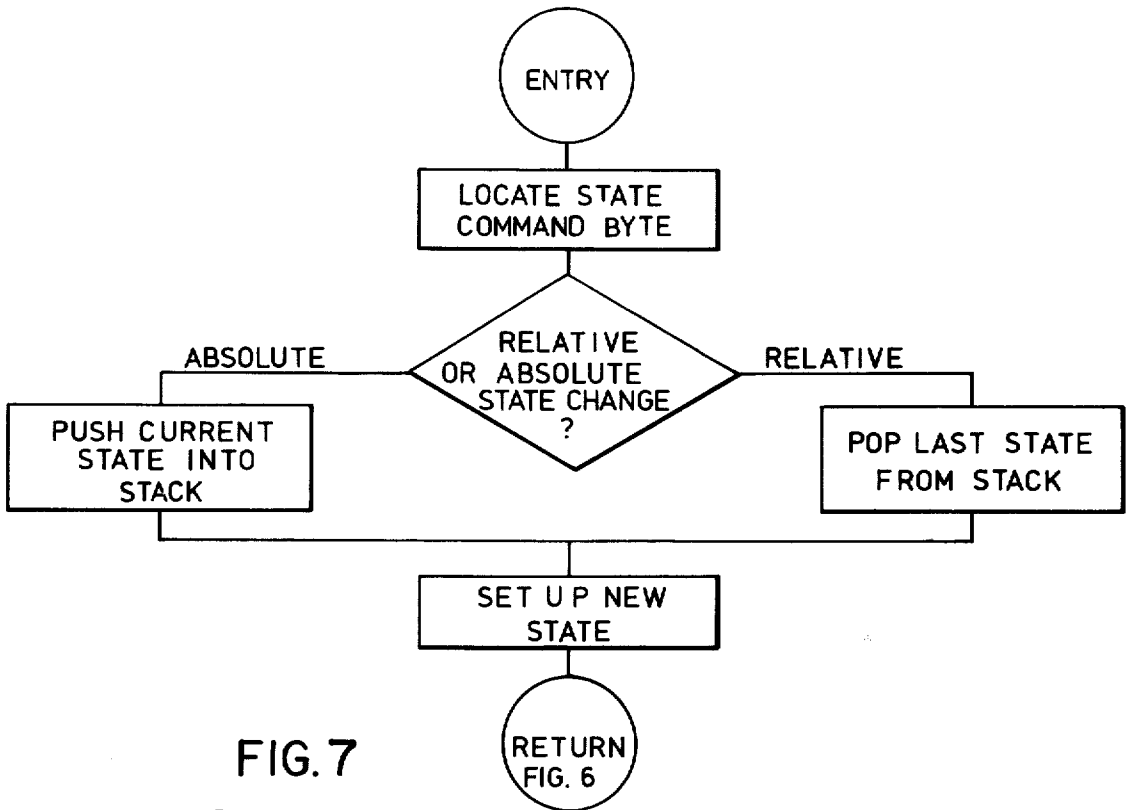 ENTRY
LOCATE STATE
COMMAND BYTE
RELATIVE
OR ABSOLUTE
STATE CHANGE
?
ABSOLUTE
RELATIVE
PUSH CURRENT
STATE INTO
STACK
POP LAST STATE
FROM STACK
SET UP NEW
STATE
RETURN
FIG. 6
FIG. 7